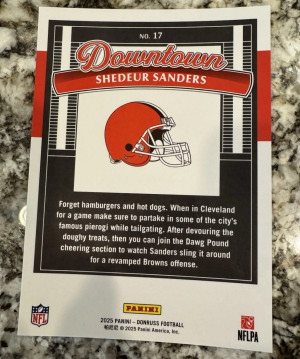 NO. 17
Downtown
SHEDEUR SANDERS
Forget hamburgers and hot dogs. When in Cleveland
for a game make sure to partake in some of the city's
famous pierogi while tailgating. After devouring the
doughy treats, then you can join the Dawg Pound
cheering section to watch Sanders sling it around
for a revamped Browns offense.
PANINI
NFL
2025 PANINI - DONRUSS FOOTBALL
© 2025 Panini America, Inc.
NFLPA